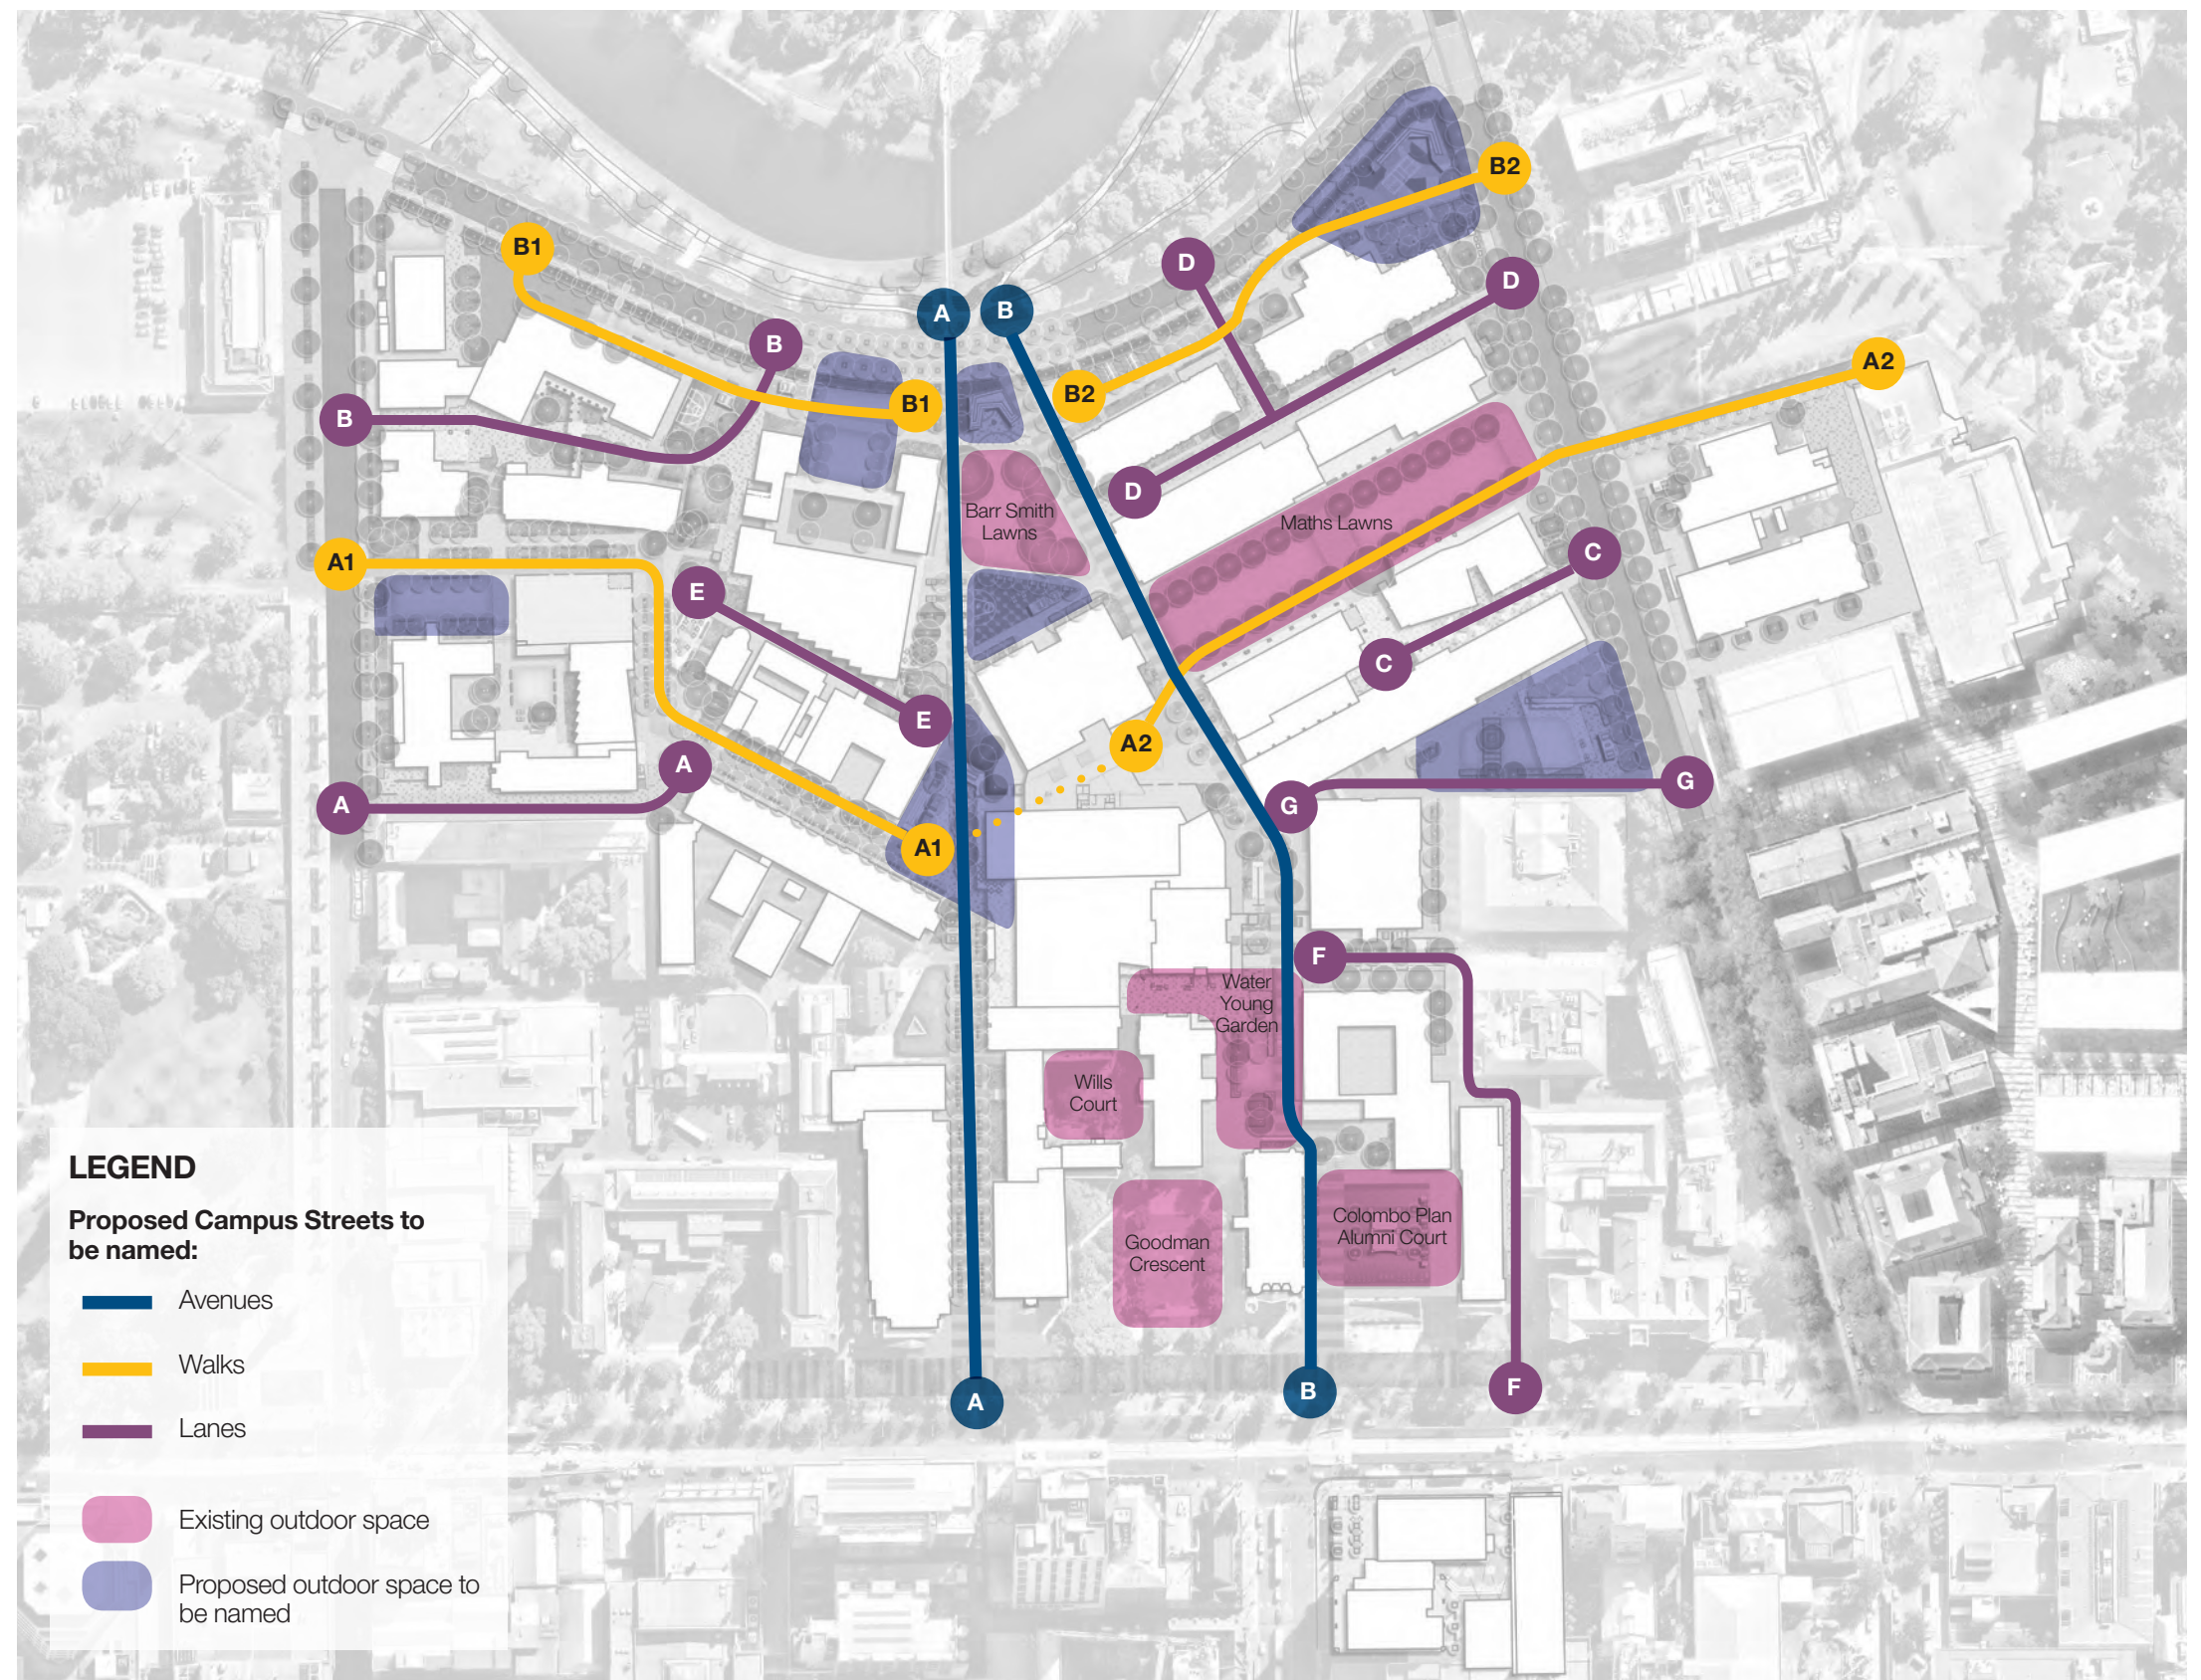 B2
B1
D
D
A
B
B
A2
B2
B1
B
D
Barr Smith
Lawns
Maths Lawns
A1
C
E
C
E
A2
A
G
A
G
A1
F
Water
Young
Garden
Wills
Court
Colombo Plan
Alumni Court
Goodman
Crescent
A
B
F
LEGEND
Proposed Campus Streets to
be named:
Avenues
Walks
Lanes
Existing outdoor space
Proposed outdoor space to
be named